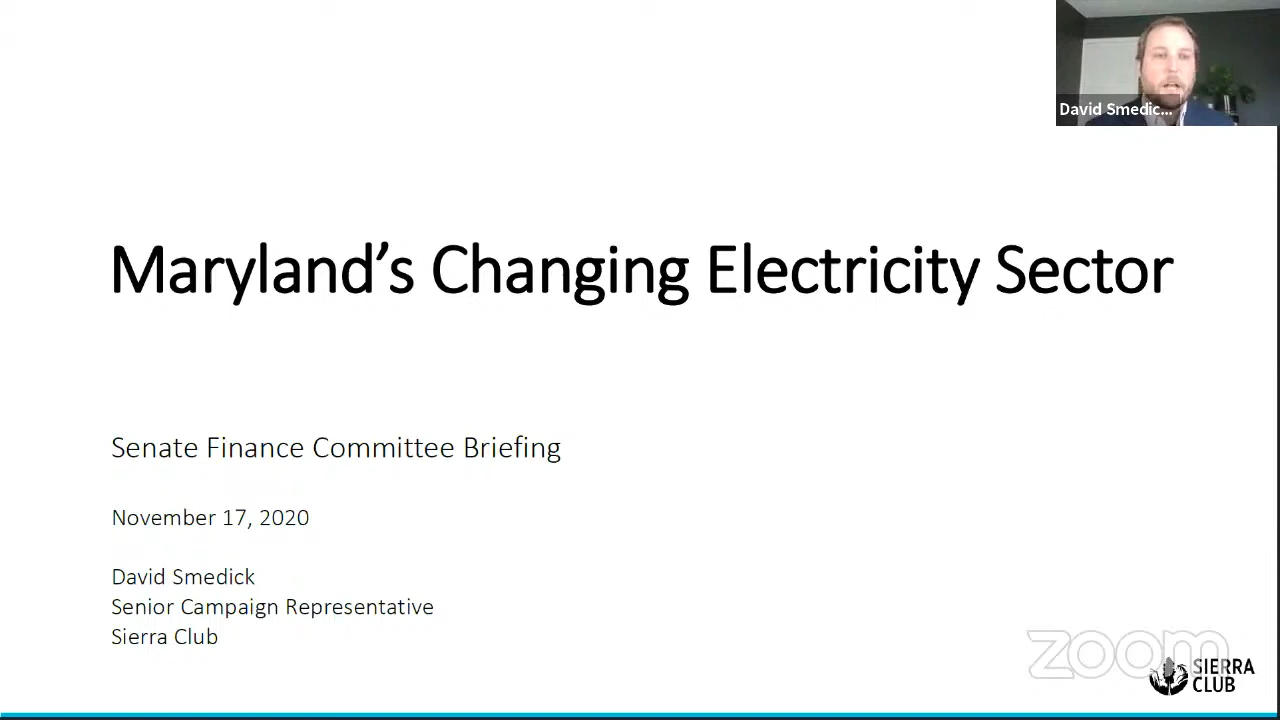 David Smedic...
Maryland's Changing Electricity Sector
Senate Finance Committee Briefing
November 17, 2020
David Smedick
Senior Campaign Representative
Sierra Club
zoom
SIERRA
CLUB